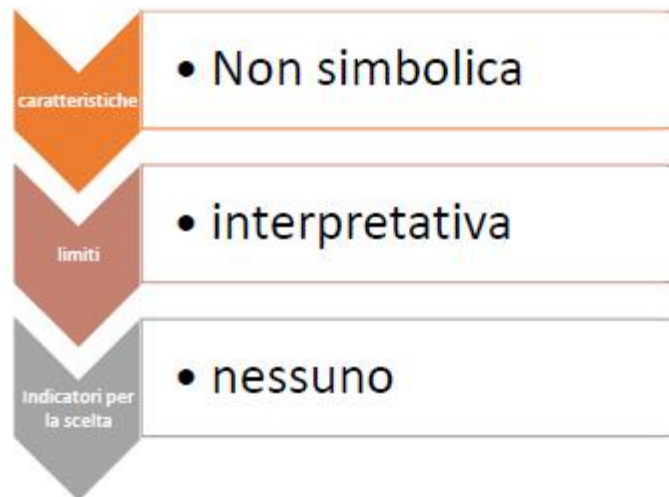 caratteristiche
• Non simbolica
limiti
• interpretativa
Indicatori per
la scelta
• nessuno